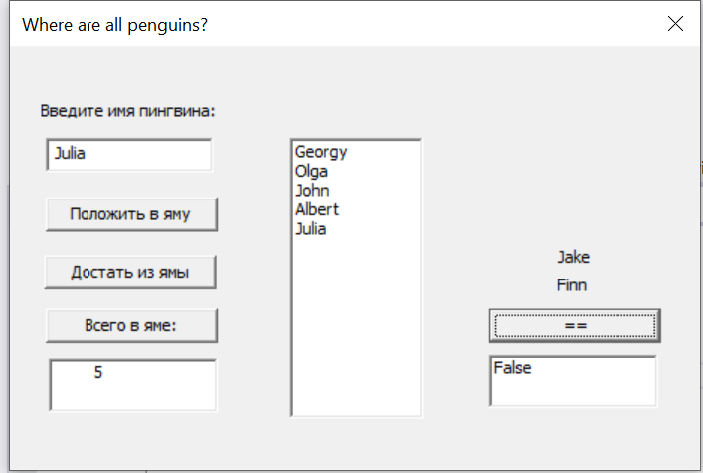 Where are all penguins?
Введите имя пингвина:
Julia
Положить в яму
Достать из ямы
Всего в яме:
5
Georgy
Olga
John
Albert
Julia
Jake
Finn
==
False